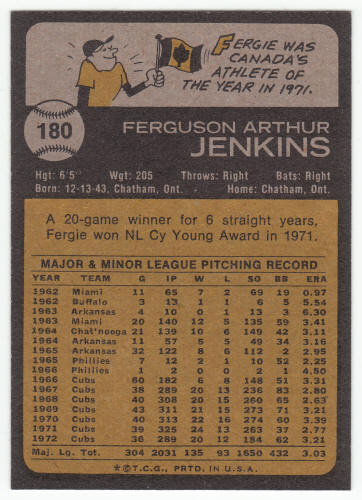 FERGIE WAS
CANADA'S
ATHLETE OF
THE YEAR IN 1971.
180
FERGUSON ARTHUR
JENKINS
Hgt: 6'5" Wgt: 205 Throws: Right Bats: Right
Born: 12-13-43, Chatham, Ont. Home: Chatham, Ont.
A 20-game winner for 6 straight years,
Fergie won NL Cy Young Award in 1971.
MAJOR & MINOR LEAGUE PITCHING RECORD
YEAR TEAM G IP W L SO BB ERA
1962 Miami 11 65 7 2 69 19 0.97
1962 Buffalo 3 13 1 1 6 5 5.54
1963 Arkansas 4 10 0 1 13 3 6.30
1963 Miami 20 140 12 5 135 59 3.41
1964 Chat'nooga 21 139 10 6 149 42 3.11
1964 Arkansas 11 57 5 5 49 34 3.16
1965 Arkansas 32 122 8 6 112 2 2.95
1965 Phillies 7 12 2 1 10 52 2.25
1966 Phillies 1 2 0 0 2 1 4.50
1966 Cubs 60 182 6 8 148 51 3.31
1967 Cubs 38 289 20 13 236 83 2.80
1968 Cubs 40 308 20 15 260 65 2.63
1969 Cubs 43 311 21 15 273 71 3.21
1970 Cubs 40 313 22 16 274 60 3.39
1971 Cubs 39 325 24 13 263 37 2.77
1972 Cubs 36 289 20 12 184 62 3.21
Maj. Lg. Tot. 304 2031 135 93 1650 432 3.03
*©T.C.G., PRTD. IN U.S.A.